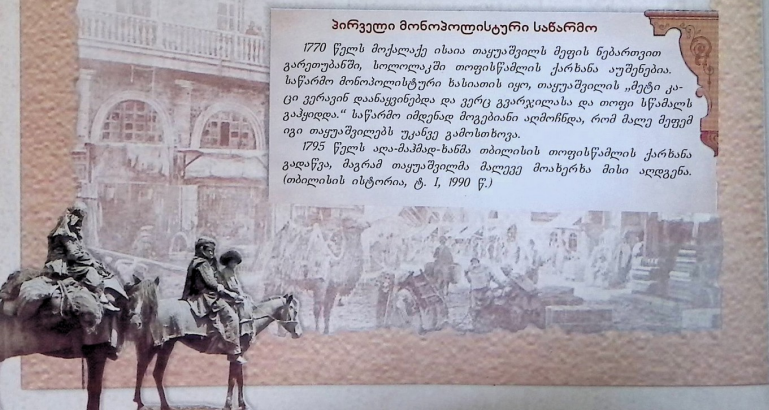 პირველი მონოპოლისტური საწარმო
1770 წელს მოქალაქე ისაია თაყუაშვილს მეფის ნებართვით
გარეთუბანში, სოლოლაკში თოფისწამლის ქარხანა აუშენებია.
საწარმო მონოპოლისტური ხასიათის იყო, თაყუაშვილის „მეტი კა-
ცი ვერავინ დაანაყვინებდა და ვერც გვარჯილასა და თოფი სწამალს
გაჰყიდდა.“ საწარმო იმდენად მოგებიანი აღმოჩნდა, რომ მალე მეფემ
იგი თაყუაშვილებს უკანვე გამოსთხოვა.
1795 წელს აღა-მაჰმად-ხანმა თბილისის თოფისწამლის ქარხანა
გადაწვა, მაგრამ თაყუაშვილმა მალევე მოახერხა მისი აღდგენა.
(თბილისის ისტორია, ტ. I, 1990 წ.)